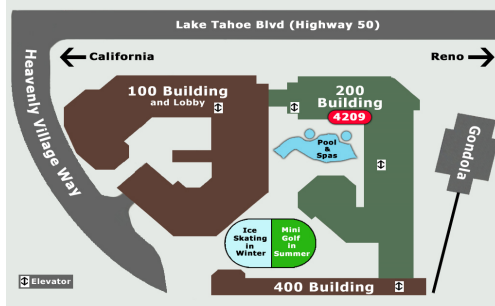 Lake Tahoe Blvd (Highway 50)
California
Reno
Heavenly Village Way
100 Building
and Lobby
200
Building
4209
Pool
&
Spas
Gondola
Ice
Skating
in
Winter
Mini
Golf
in
Summer
Elevator
400 Building